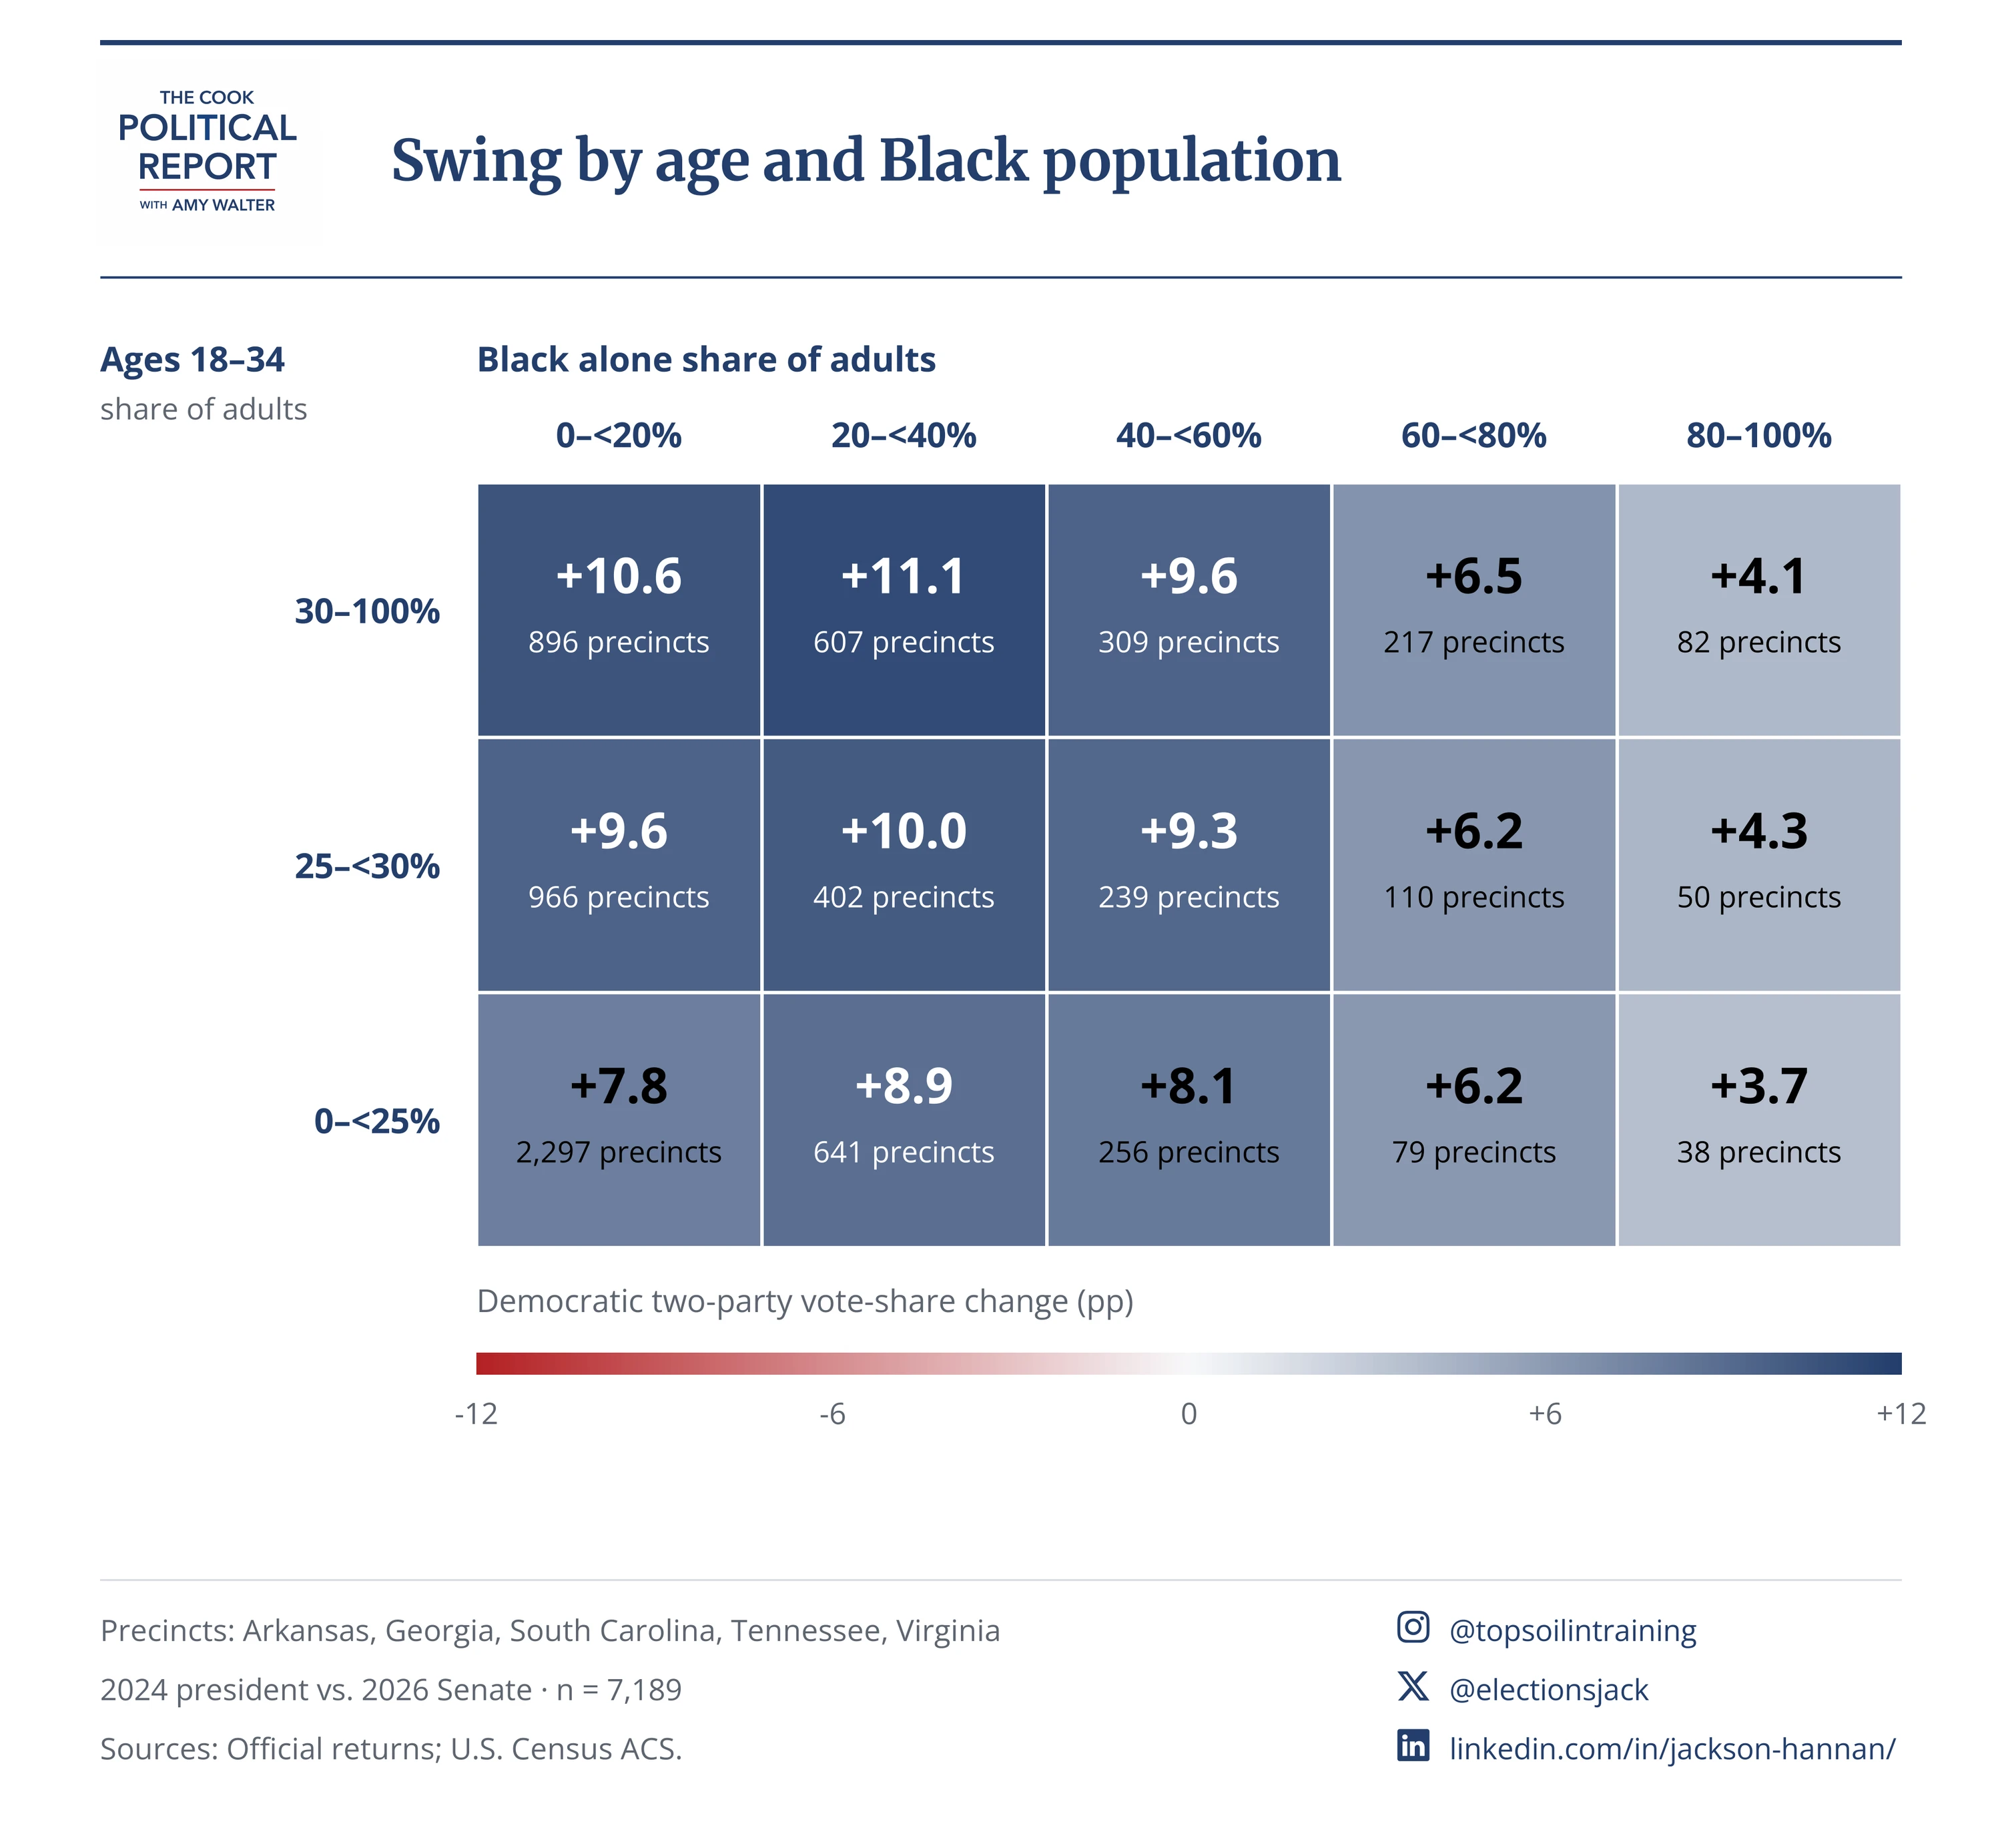 THE COOK
POLITICAL
REPORT
WITH AMY WALTER
Swing by age and Black population
Ages 18–34
share of adults
Black alone share of adults
0–<20% 20–<40% 40–<60% 60–<80% 80–100%
30–100%
+10.6 +11.1 +9.6 +6.5 +4.1
896 precincts 607 precincts 309 precincts 217 precincts 82 precincts
25–<30%
+9.6 +10.0 +9.3 +6.2 +4.3
966 precincts 402 precincts 239 precincts 110 precincts 50 precincts
0–<25%
+7.8 +8.9 +8.1 +6.2 +3.7
2,297 precincts 641 precincts 256 precincts 79 precincts 38 precincts
Democratic two-party vote-share change (pp)
-12 -6 0 +6 +12
Precincts: Arkansas, Georgia, South Carolina, Tennessee, Virginia
2024 president vs. 2026 Senate · n = 7,189
Sources: Official returns; U.S. Census ACS.
@topsoilintraining
@electionsjack
linkedin.com/in/jackson-hannan/